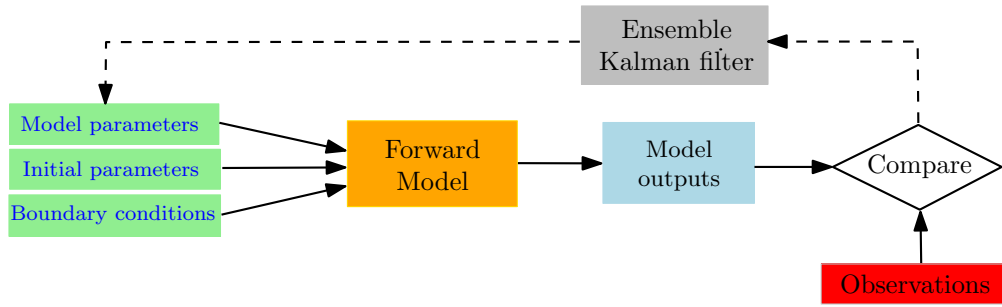 Ensemble
Kalman filter
Model parameters
Initial parameters
Boundary conditions
Forward
Model
Model
outputs
Compare
Observations